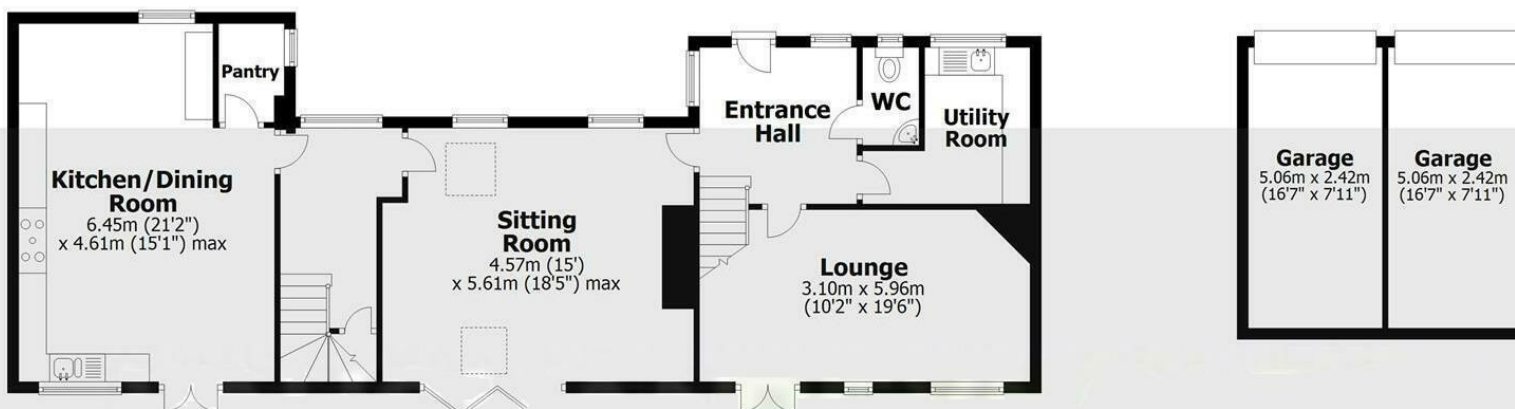 Pantry
Kitchen/Dining
Room
6.45m (21'2")
x 4.61m (15'1") max
Sitting
Room
4.57m (15')
x 5.61m (18'5") max
Entrance
Hall
WC
Utility
Room
Lounge
3.10m x 5.96m
(10'2" x 19'6")
Garage
5.06m x 2.42m
(16'7" x 7'11")
Garage
5.06m x 2.42m
(16'7" x 7'11")